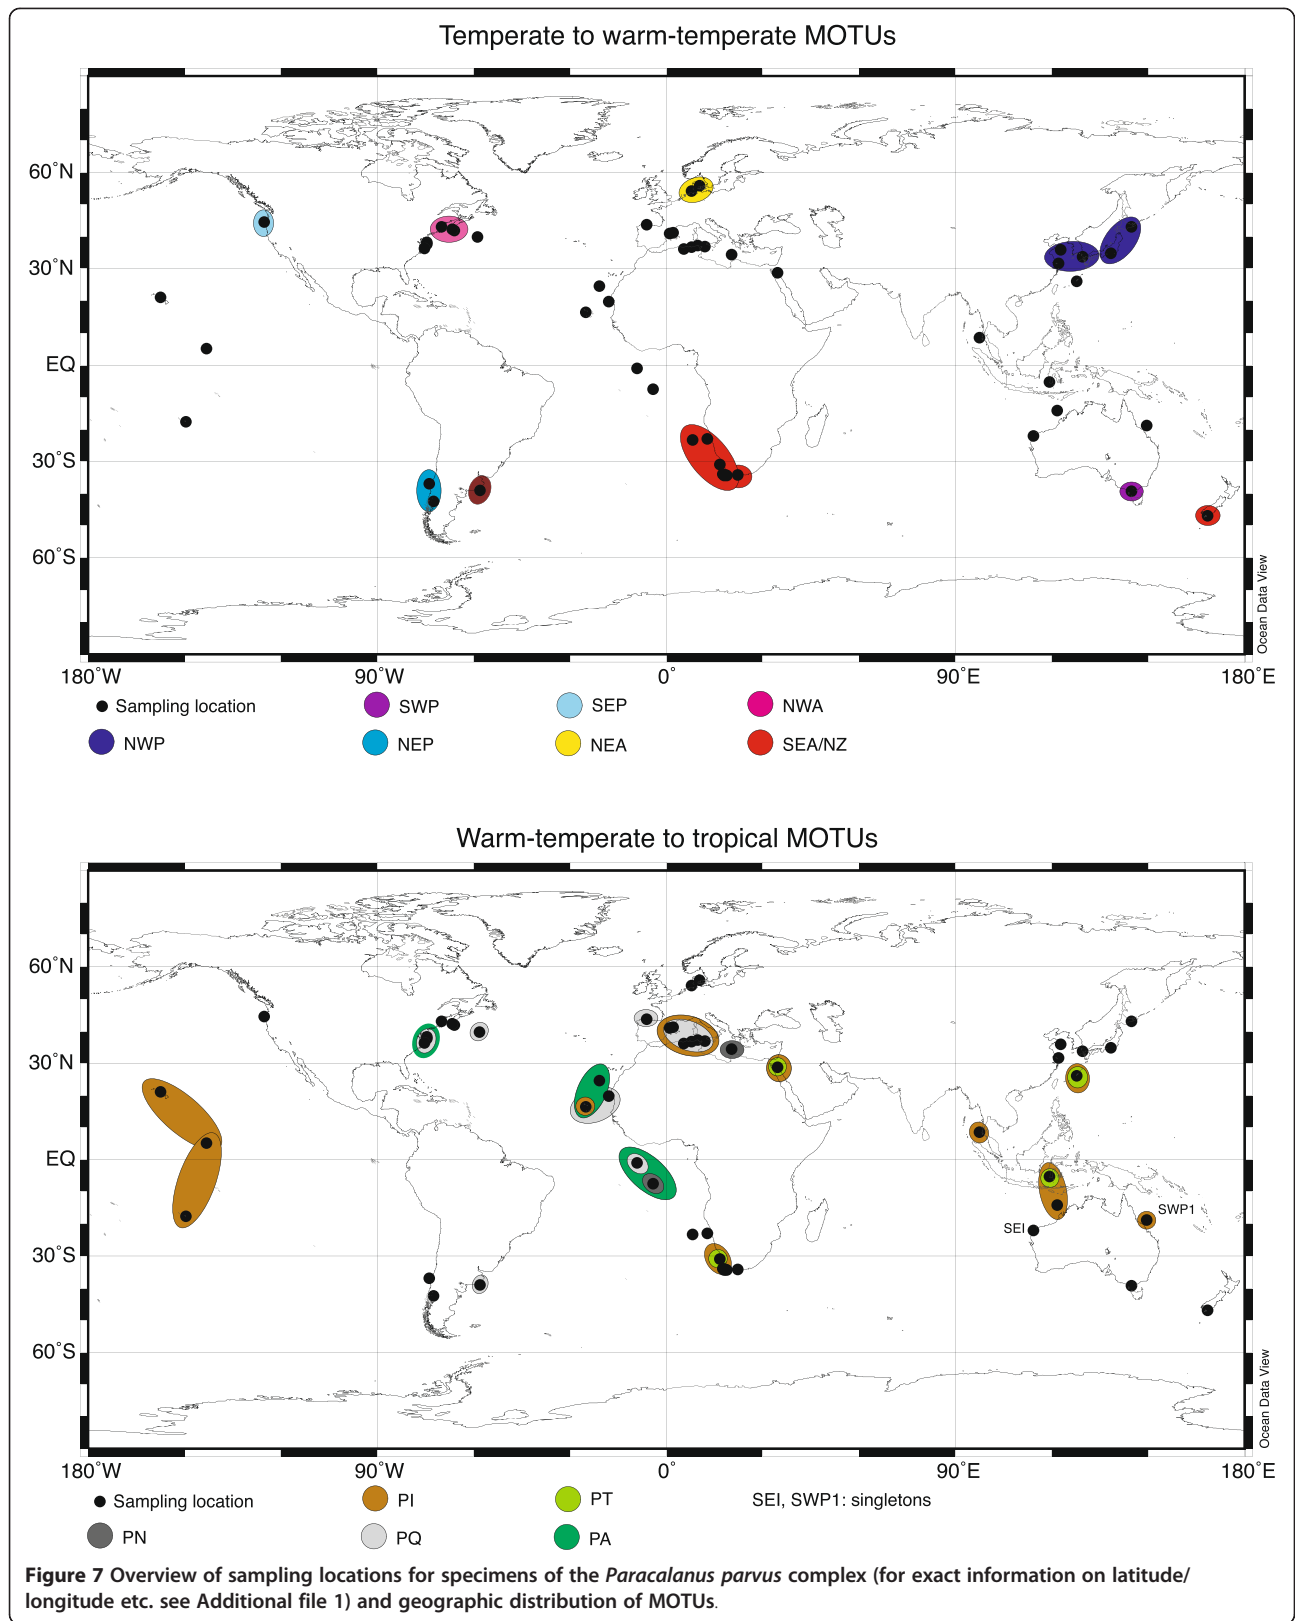 Temperate to warm-temperate MOTUs
60˚N
30˚N
EQ
30˚S
60˚S
Ocean Data View
180˚W 90˚W 0˚ 90˚E 180˚E
Sampling location SWP SEP NWA
NWP NEP NEA SEA/NZ
Warm-temperate to tropical MOTUs
60˚N
30˚N
EQ
SWP1
SEI
30˚S
60˚S
Ocean Data View
180˚W 90˚W 0˚ 90˚E 180˚E
Sampling location PI PT SEI, SWP1: singletons
PN PQ PA
Figure 7 Overview of sampling locations for specimens of the Paracalanus parvus complex (for exact information on latitude/
longitude etc. see Additional file 1) and geographic distribution of MOTUs.